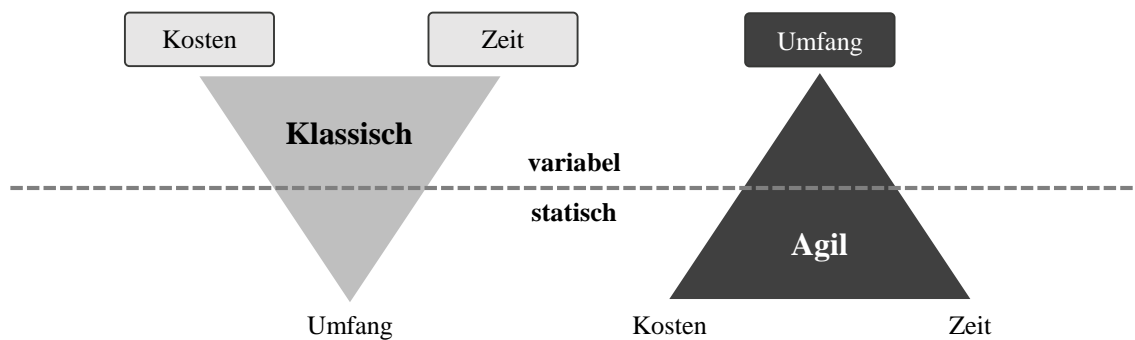 Kosten
Zeit
Umfang
Klassisch
variabel
statisch
Agil
Umfang
Kosten
Zeit